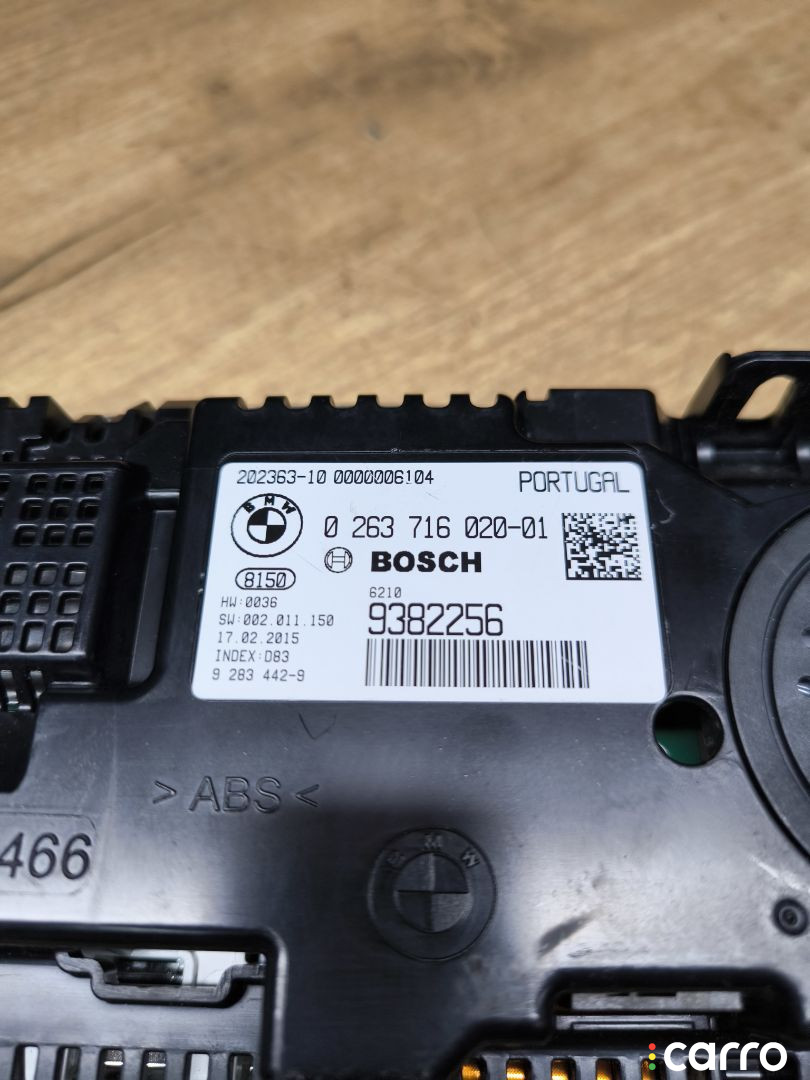 202363-10 0000006104
PORTUGAL
BMW
0 263 716 020-01
BOSCH
8150
HW:0036
SW:002.011.150
17.02.2015
INDEX:D83
9 283 442-9
6210
9382256
>ABS<
466
BMW
carro